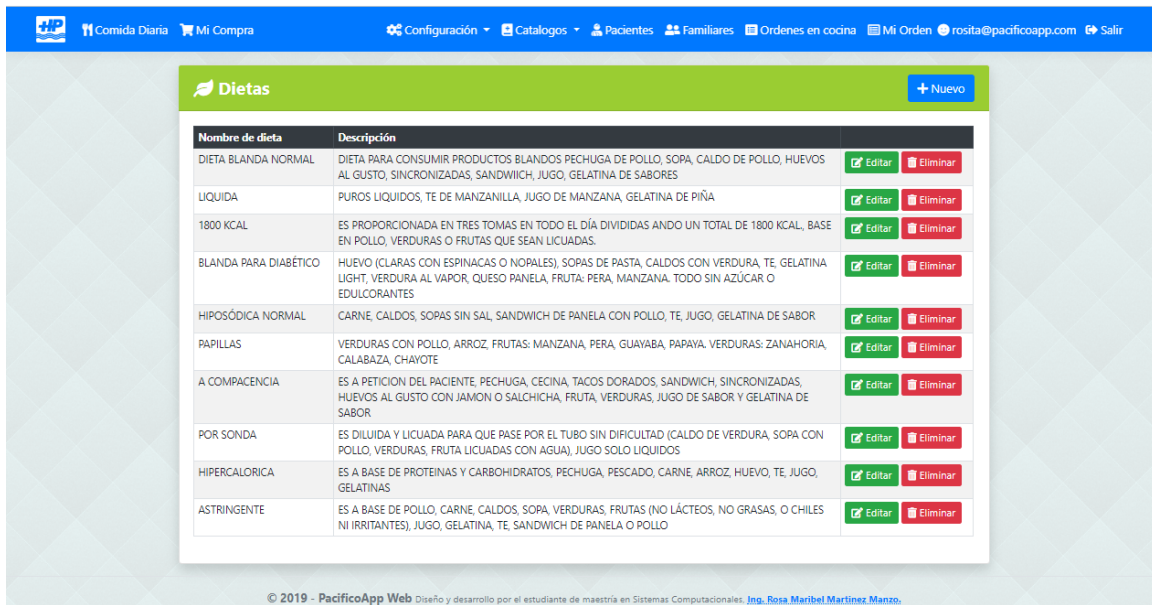 HP Comida Diaria Mi Compra Configuración Catalogos Pacientes Familiares Ordenes en cocina Mi Orden rosita@pacificoapp.com Salir
Dietas
+ Nuevo
Nombre de dieta Descripción
DIETA BLANDA NORMAL DIETA PARA CONSUMIR PRODUCTOS BLANDOS PECHUGA DE POLLO, SOPA, CALDO DE POLLO, HUEVOS
AL GUSTO, SINCRONIZADAS, SANDWIICH, JUGO, GELATINA DE SABORES
Editar Eliminar
LIQUIDA PUROS LIQUIDOS, TE DE MANZANILLA, JUGO DE MANZANA, GELATINA DE PIÑA
Editar Eliminar
1800 KCAL ES PROPORCIONADA EN TRES TOMAS EN TODO EL DÍA DIVIDIDAS ANDO UN TOTAL DE 1800 KCAL., BASE
EN POLLO, VERDURAS O FRUTAS QUE SEAN LICUADAS.
Editar Eliminar
BLANDA PARA DIABÉTICO HUEVO (CLARAS CON ESPINACAS O NOPALES), SOPAS DE PASTA, CALDOS CON VERDURA, TE, GELATINA
LIGHT, VERDURA AL VAPOR, QUESO PANELA, FRUTA: PERA, MANZANA. TODO SIN AZÚCAR O
EDULCORANTES
Editar Eliminar
HIPOSÓDICA NORMAL CARNE, CALDOS, SOPAS SIN SAL, SANDWICH DE PANELA CON POLLO, TE, JUGO, GELATINA DE SABOR
Editar Eliminar
PAPILLAS VERDURAS CON POLLO, ARROZ, FRUTAS: MANZANA, PERA, GUAYABA, PAPAYA. VERDURAS: ZANAHORIA,
CALABAZA, CHAYOTE
Editar Eliminar
A COMPACENCIA ES A PETICION DEL PACIENTE, PECHUGA, CECINA, TACOS DORADOS, SANDWICH, SINCRONIZADAS,
HUEVOS AL GUSTO CON JAMON O SALCHICHA, FRUTA, VERDURAS, JUGO DE SABOR Y GELATINA DE
SABOR
Editar Eliminar
POR SONDA ES DILUIDA Y LICUADA PARA QUE PASE POR EL TUBO SIN DIFICULTAD (CALDO DE VERDURA, SOPA CON
POLLO, VERDURAS, FRUTA LICUADAS CON AGUA), JUGO SOLO LIQUIDOS
Editar Eliminar
HIPERCALORICA ES A BASE DE PROTEINAS Y CARBOHIDRATOS, PECHUGA, PESCADO, CARNE, ARROZ, HUEVO, TE, JUGO,
GELATINAS
Editar Eliminar
ASTRINGENTE ES A BASE DE POLLO, CARNE, CALDOS, SOPA, VERDURAS, FRUTAS (NO LÁCTEOS, NO GRASAS, O CHILES
NI IRRITANTES), JUGO, GELATINA, TE, SANDWICH DE PANELA O POLLO
Editar Eliminar
© 2019 - PacificoApp Web Diseño y desarrollo por el estudiante de maestría en Sistemas Computacionales, Ing. Rosa Maribel Martinez Manzo.